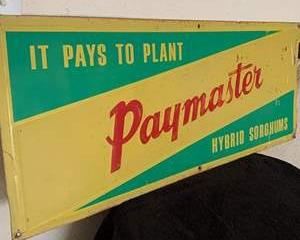 IT PAYS TO PLANT
Paymaster
HYBRID SORGHUMS